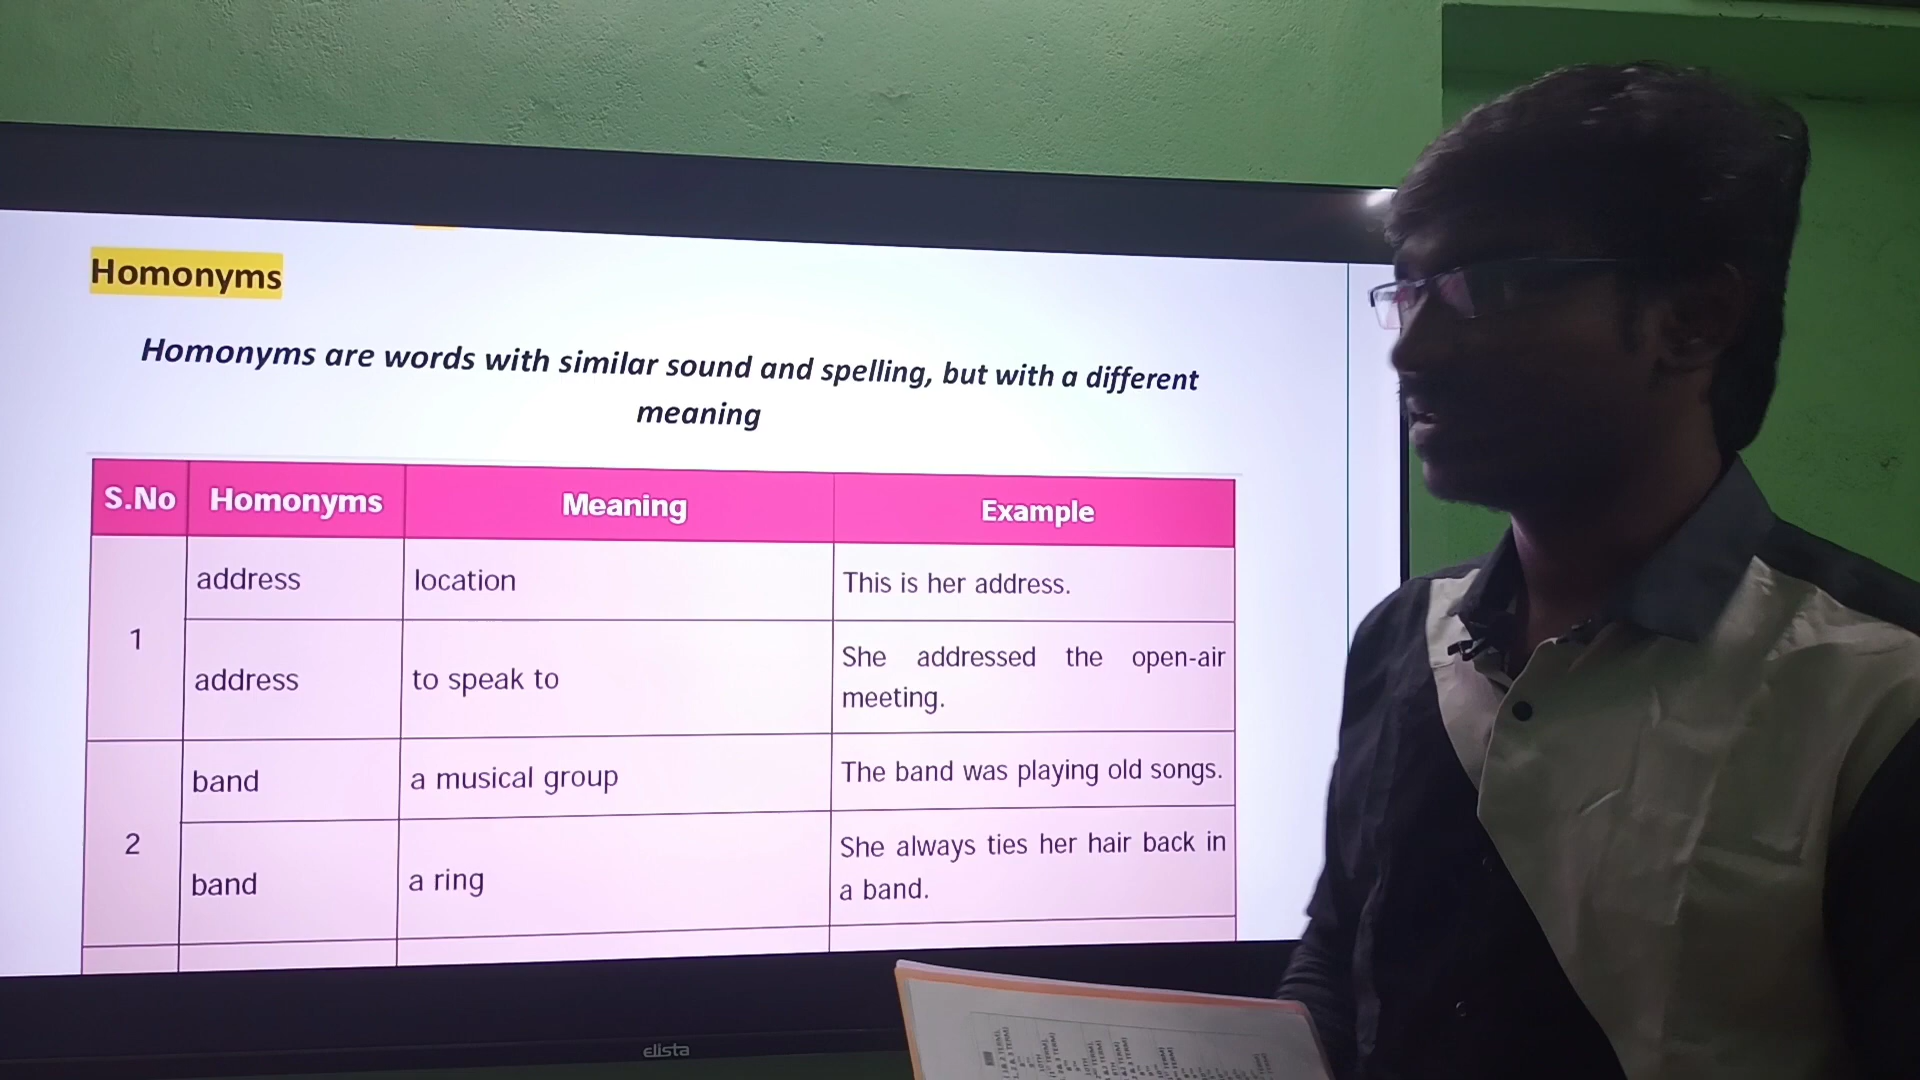 Homonyms
Homonyms are words with similar sound and spelling, but with a different
meaning
S.No Homonyms Meaning Example
1
address location This is her address.
address to speak to She addressed the open-air
meeting.
2
band a musical group The band was playing old songs.
band a ring She always ties her hair back in
a band.
elista